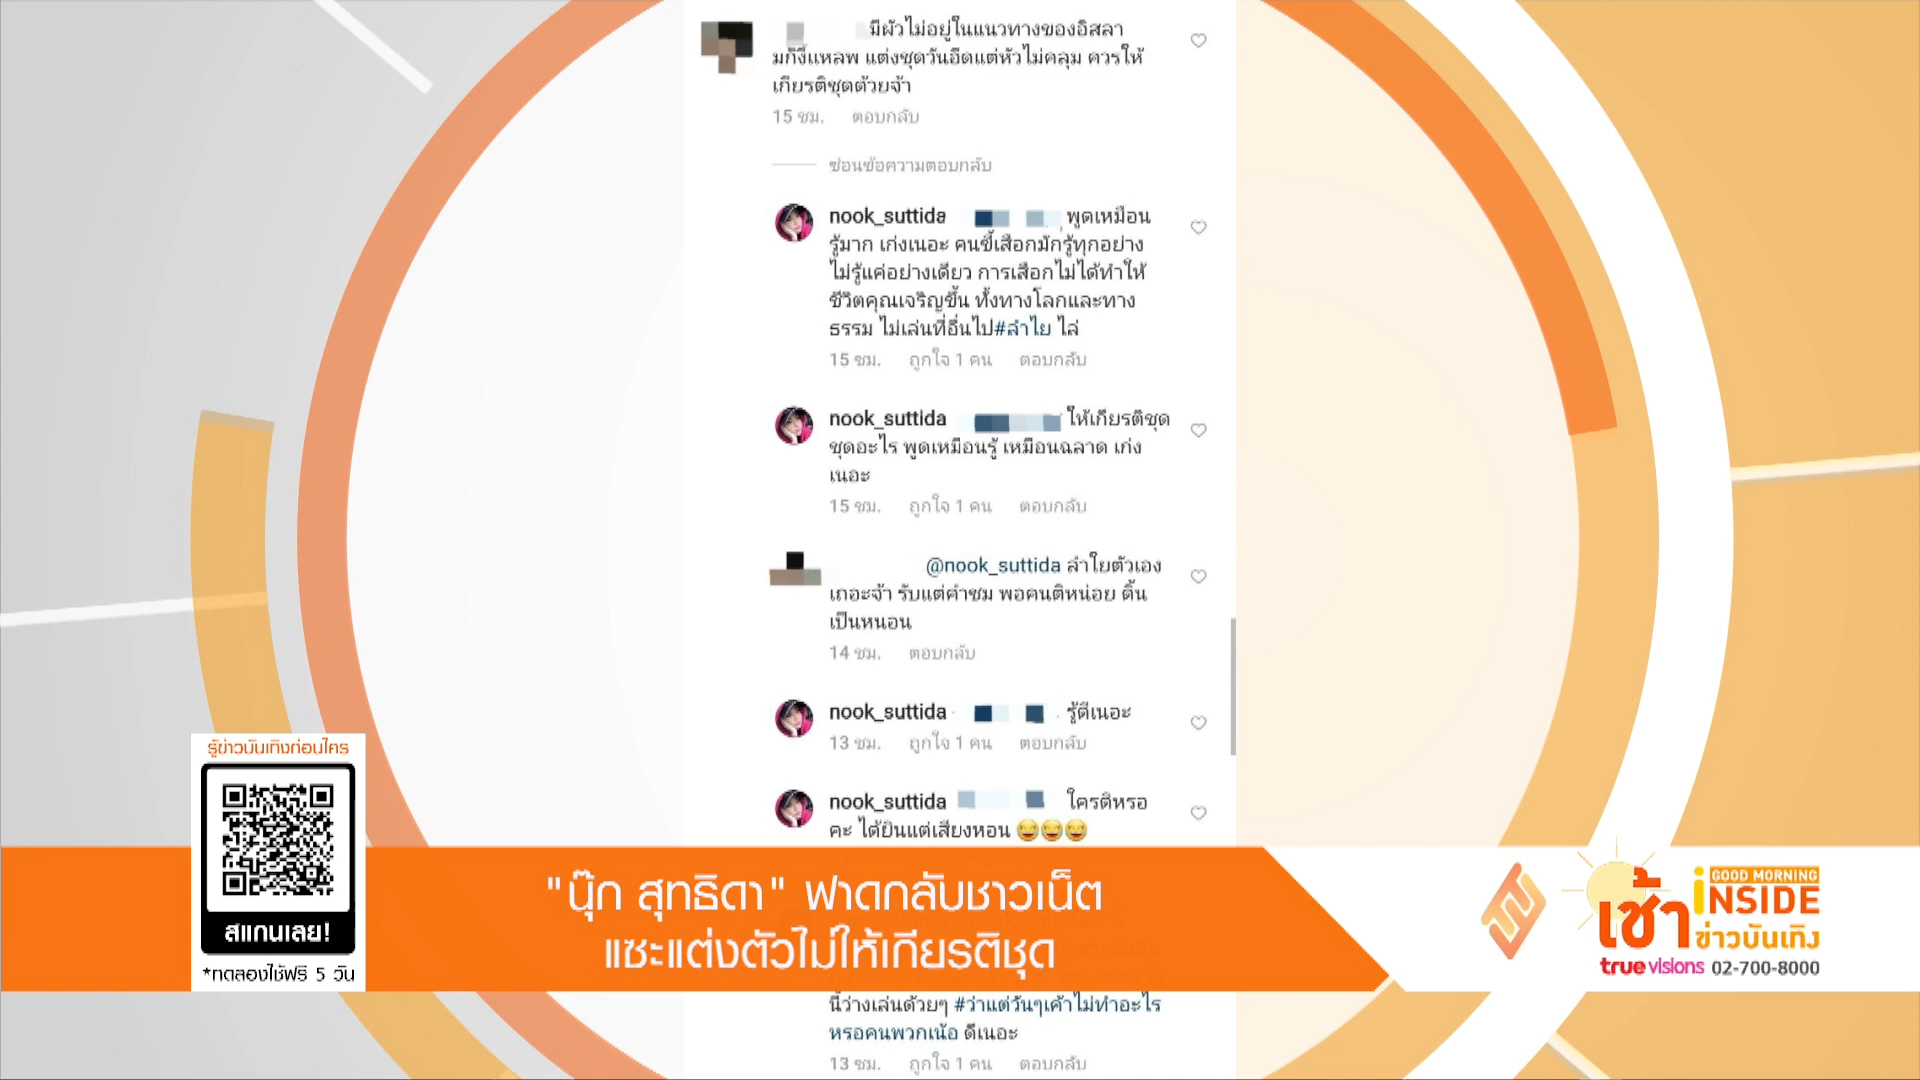 มีผัวไม่อยู่ในแนวทางของอิสลา
มก็งี้แหลพ แต่งชุดวันอีดแต่หัวไม่คลุม ควรให้
เกียรติชุดด้วยจ้า
15 ชม. ตอบกลับ
ซ่อนข้อความตอบกลับ
nook_suttida พูดเหมือน
รู้มาก เก่งเนอะ คนขี้เสือกมักรู้ทุกอย่าง
ไม่รู้แค่อย่างเดียว การเสือกไม่ได้ทำให้
ชีวิตคุณเจริญขึ้น ทั้งทางโลกและทาง
ธรรม ไม่เล่นที่อื่นไป#ลำไย ไล่
15 ชม. ถูกใจ 1 คน ตอบกลับ
nook_suttida ให้เกียรติชุด
ชุดอะไร พูดเหมือนรู้ เหมือนฉลาด เก่ง
เนอะ
15 ชม. ถูกใจ 1 คน ตอบกลับ
@nook_suttida ลำใยตัวเอง
เถอะจ้า รับแต่คำชม พอคนติหน่อย ดิ้น
เป็นหนอน
14 ชม. ตอบกลับ
nook_suttida รู้ดีเนอะ
13 ชม. ถูกใจ 1 คน ตอบกลับ
nook_suttida ใครติหรอ
คะ ได้ยินแต่เสียงหอน 😆😆😆
รู้ข่าวบันเทิงก่อนใคร
สแกนเลย!
*ทดลองใช้ฟรี 5 วัน
"นุ๊ก สุทธิดา" ฟาดกลับชาวเน็ต
แซะแต่งตัวไม่ให้เกียรติชุด
GOOD MORNING
iNSIDE
เช้า
ข่าวบันเทิง
truevisions 02-700-8000
นี้ว่างเล่นด้วยๆ #ว่าแต่วันๆเค้าไม่ทำอะไร
หรอคนพวกเน้อ ดีเนอะ
13 ชม. ถูกใจ 1 คน ตอบกลับ